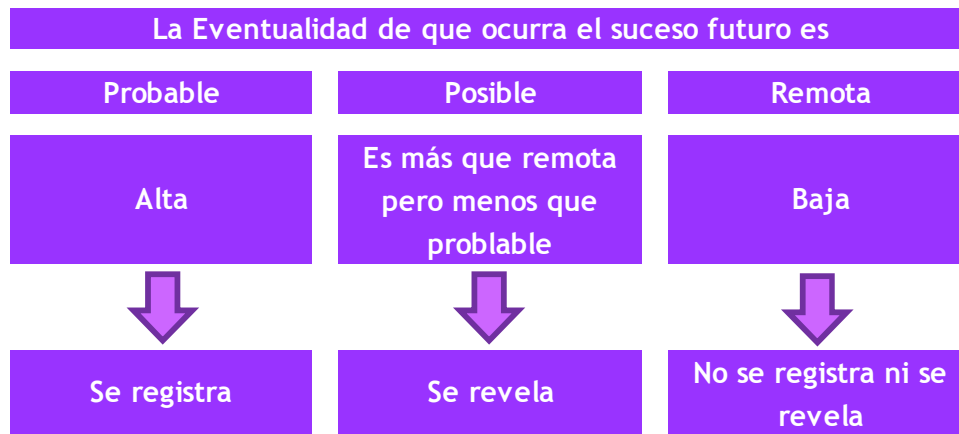 La Eventualidad de que ocurra el suceso futuro es
Probable
Posible
Remota
Alta
Es más que remota
pero menos que
problable
Baja
Se registra
Se revela
No se registra ni se
revela